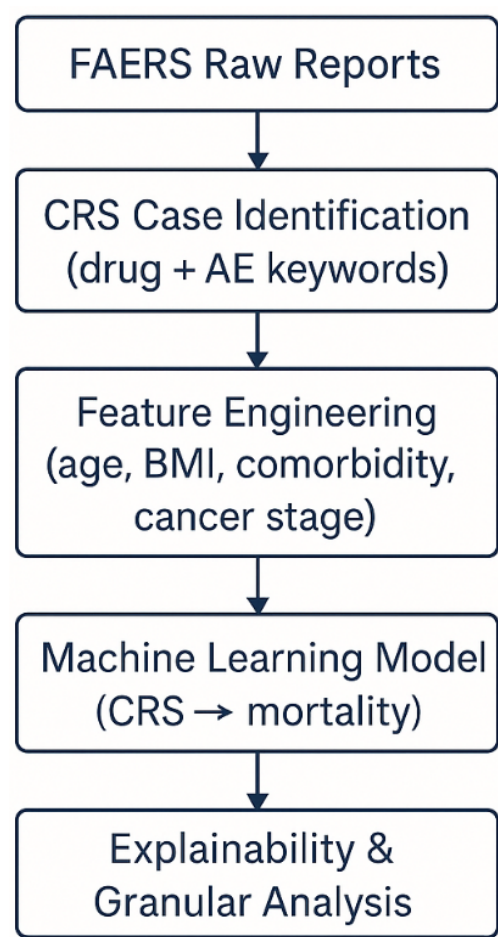 FAERS Raw Reports
CRS Case Identification
(drug + AE keywords)
Feature Engineering
(age, BMI, comorbidity,
cancer stage)
Machine Learning Model
(CRS → mortality)
Explainability &
Granular Analysis